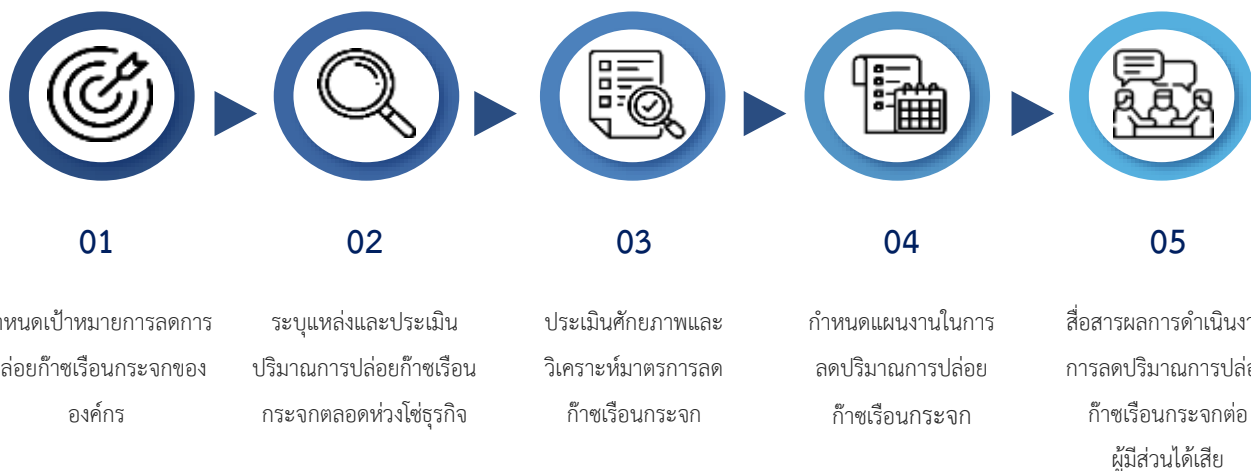 01
หนดเป้าหมายการลดการ
ล่อยก๊าซเรือนกระจกของ
องค์กร
02
ระบุแหล่งและประเมิน
ปริมาณการปล่อยก๊าซเรือน
กระจกตลอดห่วงโซ่ธุรกิจ
03
ประเมินศักยภาพและ
วิเคราะห์มาตรการลด
ก๊าซเรือนกระจก
04
กำหนดแผนงานในการ
ลดปริมาณการปล่อย
ก๊าซเรือนกระจก
05
สื่อสารผลการดำเนินงา
การลดปริมาณการปล่
ก๊าซเรือนกระจกต่อ
ผู้มีส่วนได้เสีย